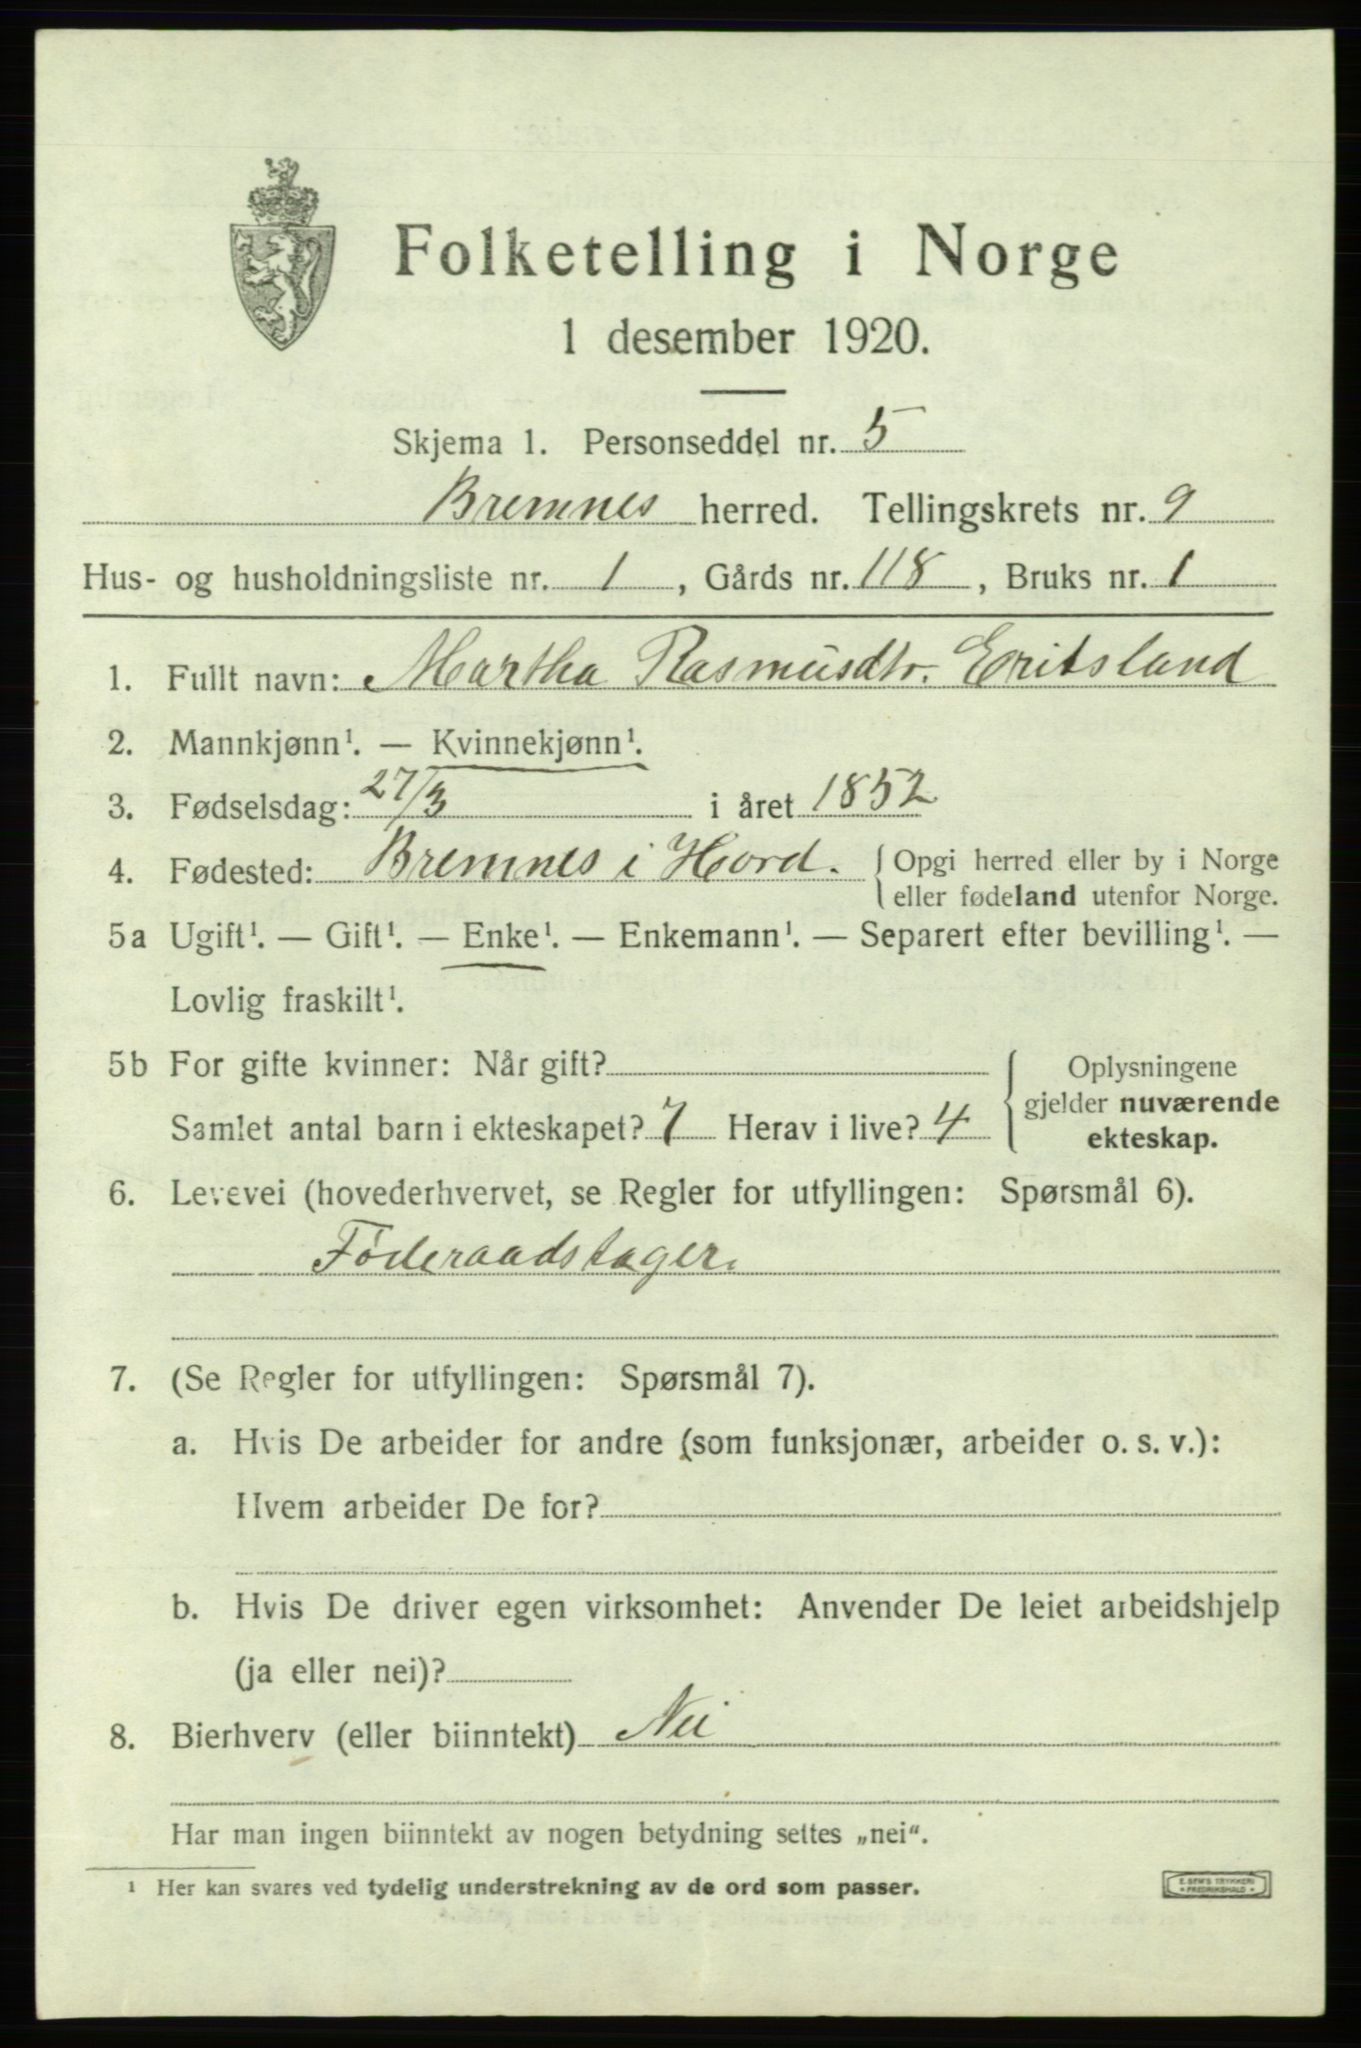 Folketelling i Norge
1 desember 1920.
Skjema 1. Personseddel nr. 5
Bremnes herred. Tellingskrets nr. 9
Hus- og husholdningsliste nr. 1, Gårds nr. 118, Bruks nr. 1
1. Fullt navn: Martha Rasmusdtr. Eritsland
2. Mannkjønn¹. — Kvinnekjønn¹.
3. Fødselsdag: 27/3 i året 1852
4. Fødested: Bremnes i Hord. { Opgi herred eller by i Norge
eller fødeland utenfor Norge.
5a Ugift¹. — Gift¹. — Enke¹. — Enkemann¹. — Separert efter bevilling¹. —
Lovlig fraskilt¹.
5b For gifte kvinner: Når gift?
Samlet antal barn i ekteskapet? 7 Herav i live? 4
Oplysningene
gjelder nuværende
ekteskap.
6. Levevei (hovederhvervet, se Regler for utfyllingen: Spørsmål 6).
Föderaadstager.
7. (Se Regler for utfyllingen: Spørsmål 7).
a. Hvis De arbeider for andre (som funksjonær, arbeider o. s. v.):
Hvem arbeider De for?
b. Hvis De driver egen virksomhet: Anvender De leiet arbeidshjelp
(ja eller nei)?
8. Bierhverv (eller biinntekt) Nei
Har man ingen biinntekt av nogen betydning settes „nei“.
¹ Her kan svares ved tydelig understrekning av de ord som passer.
E. SEM'S TRYKKERI
• FREDRIKSHALD •